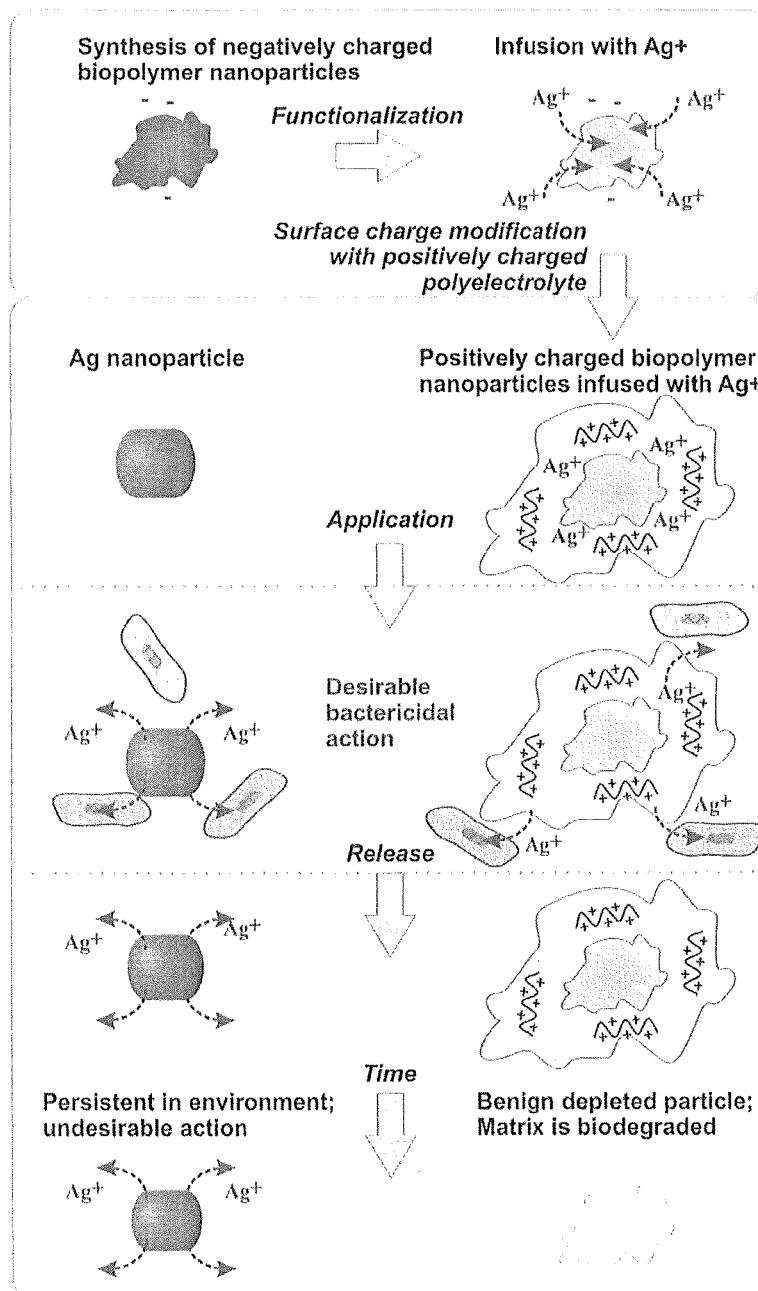 Synthesis of negatively charged
biopolymer nanoparticles
Infusion with Ag+
- -
-
Functionalization
Ag+ - - Ag+
Ag+ - Ag+
Surface charge modification
with positively charged
polyelectrolyte
Ag nanoparticle
Positively charged biopolymer
nanoparticles infused with Ag+
+ + +
Ag+ Ag+
+ + + +
Ag+ Ag+
+ + +
Application
Desirable
bactericidal
action
Ag+ Ag+
+ + +
Ag+
+ + + +
+ + +
Ag+
Ag+
Release
Ag+ Ag+
+ + +
+ + + +
+ + +
Time
Persistent in environment;
undesirable action
Benign depleted particle;
Matrix is biodegraded
Ag+ Ag+